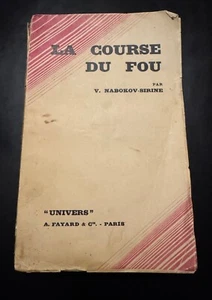 LA COURSE
DU FOU
PAR
V. NABOKOV-SIRINE
"UNIVERS"
A. FAYARD & Cie. - PARIS